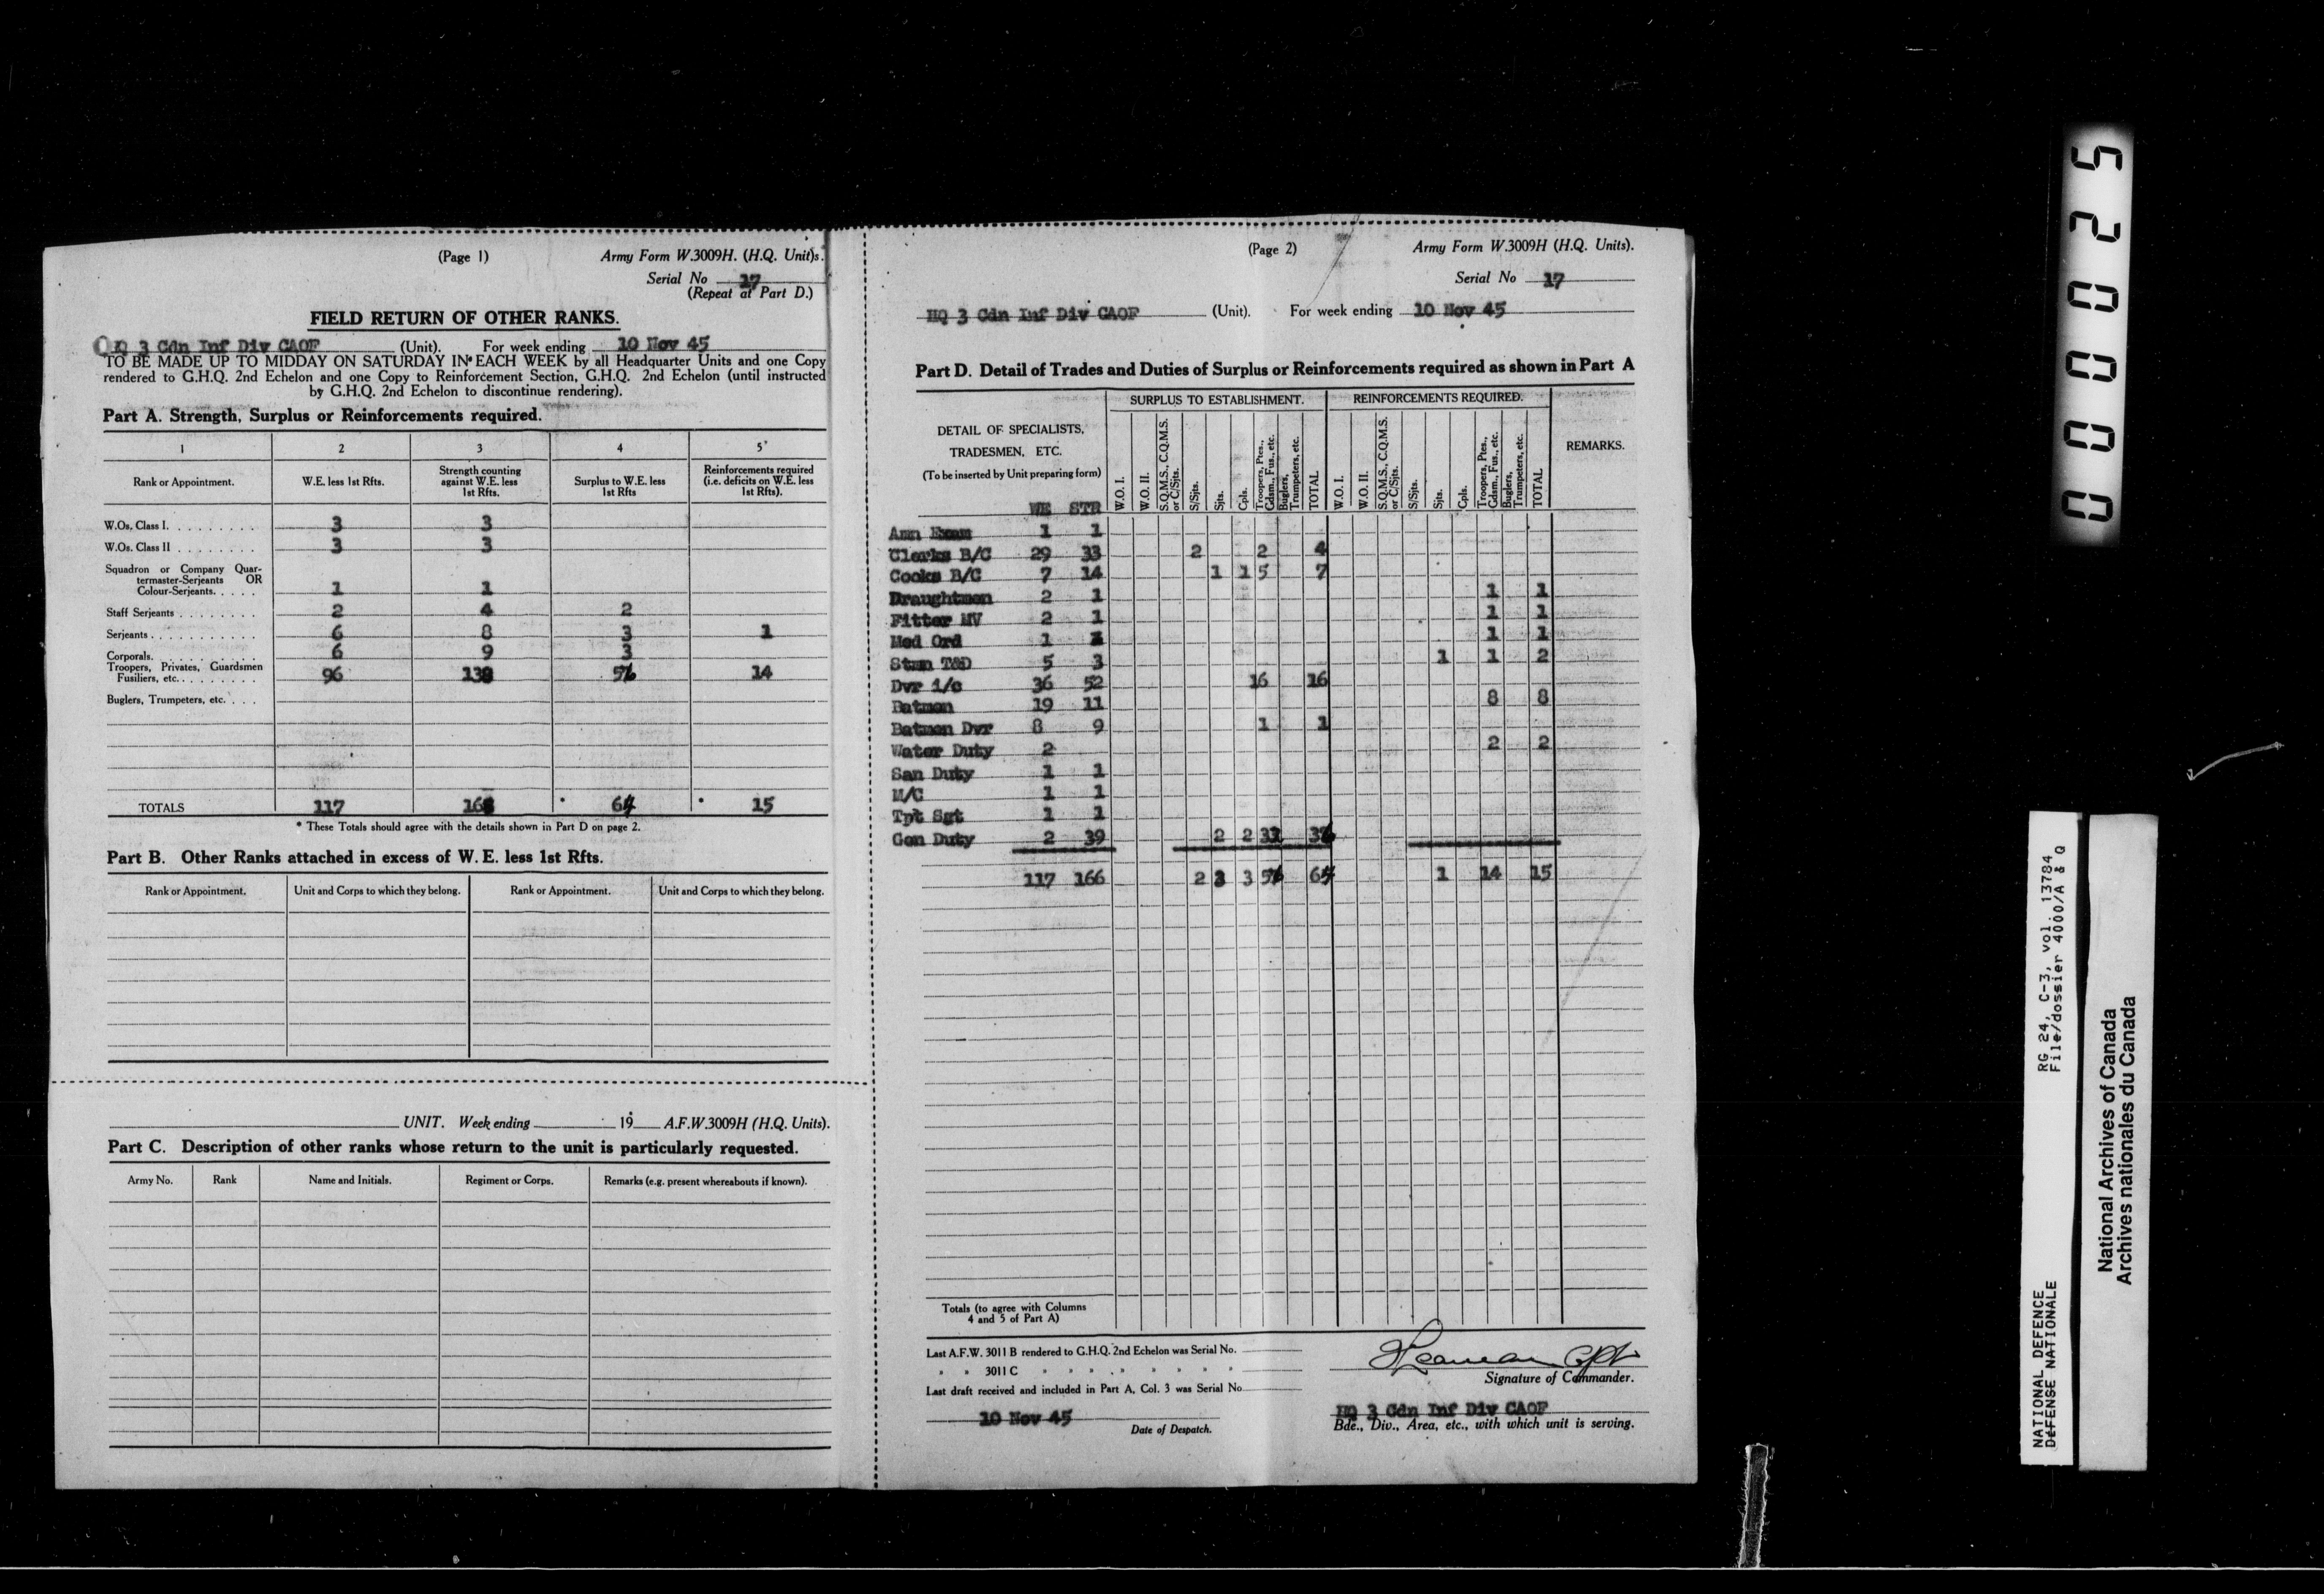 (Page 1) Army Form W.3009H. (H.Q. Unit)s.
Serial No 17
(Repeat at Part D.)
FIELD RETURN OF OTHER RANKS.
HQ 3 Cdn Inf Div CAOF (Unit). For week ending 10 Nov 45
TO BE MADE UP TO MIDDAY ON SATURDAY IN EACH WEEK by all Headquarter Units and one Copy
rendered to G.H.Q. 2nd Echelon and one Copy to Reinforcement Section, G.H.Q. 2nd Echelon (until instructed
by G.H.Q. 2nd Echelon to discontinue rendering).
Part A. Strength, Surplus or Reinforcements required.
1 2 3 4 5
Rank or Appointment. W.E. less 1st Rfts. Strength counting against W.E. less 1st Rfts. Surplus to W.E. less 1st Rfts Reinforcements required (i.e. deficits on W.E. less 1st Rfts).
W.Os. Class I. 3 3
W.Os. Class II 3 3
Squadron or Company Quar-
termaster-Serjeants OR
Colour-Serjeants. 1 1
Staff Serjeants 2 4 2
Serjeants 6 8 3 1
Corporals. 6 9 3
Troopers, Privates, Guardsmen
Fusiliers, etc. 96 138 56 14
Buglers, Trumpeters, etc.
TOTALS 117 166 * 64 * 15
* These Totals should agree with the details shown in Part D on page 2.
Part B. Other Ranks attached in excess of W.E. less 1st Rfts.
Rank or Appointment. Unit and Corps to which they belong. Rank or Appointment. Unit and Corps to which they belong.
UNIT. Week ending 19 A.F.W.3009H (H.Q. Units).
Part C. Description of other ranks whose return to the unit is particularly requested.
Army No. Rank Name and Initials. Regiment or Corps. Remarks (e.g. present whereabouts if known).
(Page 2) Army Form W.3009H (H.Q. Units).
Serial No 17
HQ 3 Cdn Inf Div CAOF (Unit). For week ending 10 Nov 45
Part D. Detail of Trades and Duties of Surplus or Reinforcements required as shown in Part A
SURPLUS TO ESTABLISHMENT. REINFORCEMENTS REQUIRED.
DETAIL OF SPECIALISTS,
TRADESMEN, ETC.
(To be inserted by Unit preparing form)
W.O. I. W.O. II. S.Q.M.S., C.Q.M.S. or C/Sjts. S/Sjts. Sjts. Cpls. Troopers, Ptes., Gdsm., Fus., etc. Buglers, Trumpeters, etc. TOTAL W.O. I. W.O. II. S.Q.M.S., C.Q.M.S. or C/Sjts. S/Sjts. Sjts. Cpls. Troopers, Ptes., Gdsm., Fus., etc. Buglers, Trumpeters, etc. TOTAL REMARKS.
WE STR
Amn Exam 1 1
Clerks B/C 29 33 2 2 4
Cooks B/C 7 14 1 1 5 7
Draughtmen 2 1 1 1
Fitter MV 2 1 1 1
Med Ord 1 1 1
Stmn T&D 5 3 1 1 2
Dvr i/c 36 52 16 16
Batmen 19 11 8 8
Batmen Dvr 8 9 1 1
Water Duty 2 2 2
San Duty 1 1
M/C 1 1
Tpt Sgt 1 1
Gen Duty 2 39 2 2
117 166 2 3 3 56 64 1 14 15
Totals (to agree with Columns
4 and 5 of Part A)
Last A.F.W. 3011 B rendered to G.H.Q. 2nd Echelon was Serial No.
" " 3011 C " " " " " " "
Last draft received and included in Part A, Col. 3 was Serial No.
Capt
Signature of Commander.
10 Nov 45
Date of Despatch.
HQ 3 Cdn Inf Div CAOF
Bde., Div., Area, etc., with which unit is serving.
000025
RG 24, C-3, vol. 13784
File/dossier 4000/A & Q
NATIONAL DEFENCE
DEFENSE NATIONALE
National Archives of Canada
Archives nationales du Canada